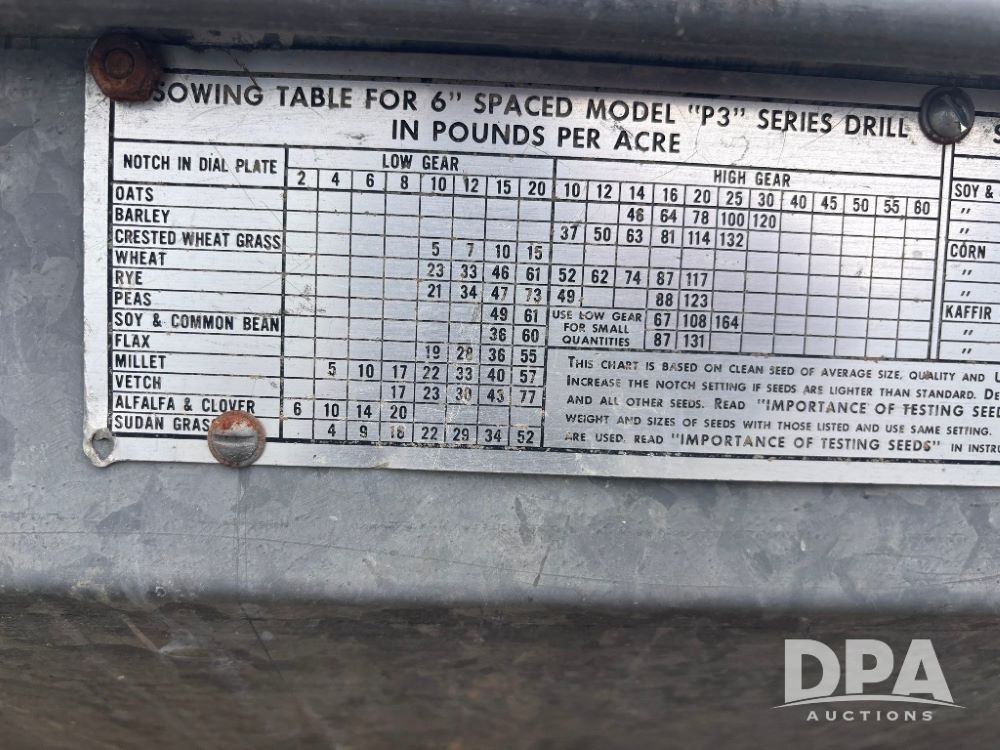 SOWING TABLE FOR 6" SPACED MODEL "P3" SERIES DRILL
IN POUNDS PER ACRE
NOTCH IN DIAL PLATE LOW GEAR HIGH GEAR
2 4 6 8 10 12 15 20 10 12 14 16 20 25 30 40 45 50 55 60
OATS 46 64 78 100 120
BARLEY 37 50 63 81 114 132
CRESTED WHEAT GRASS 5 7 10 15
WHEAT 23 33 46 61 52 62 74 87 117
RYE 21 34 47 73 49 88 123
PEAS 49 61 USE LOW GEAR 67 108 164
SOY & COMMON BEAN 36 60 FOR SMALL QUANTITIES 87 131
FLAX 19 28 36 55
MILLET 5 10 17 22 33 40 57
VETCH 17 23 30 43 77
ALFALFA & CLOVER 6 10 14 20
SUDAN GRASS 4 9 22 29 34 52
THIS CHART IS BASED ON CLEAN SEED OF AVERAGE SIZE, QUALITY AND
INCREASE THE NOTCH SETTING IF SEEDS ARE LIGHTER THAN STANDARD.
AND ALL OTHER SEEDS. READ "IMPORTANCE OF TESTING SEED
WEIGHT AND SIZES OF SEEDS WITH THOSE LISTED AND USE SAME SETTING.
ARE USED. READ "IMPORTANCE OF TESTING SEEDS" IN INSTRU
SOY &
"
"
CORN
"
"
KAFFIR
"
"
DPA
AUCTIONS